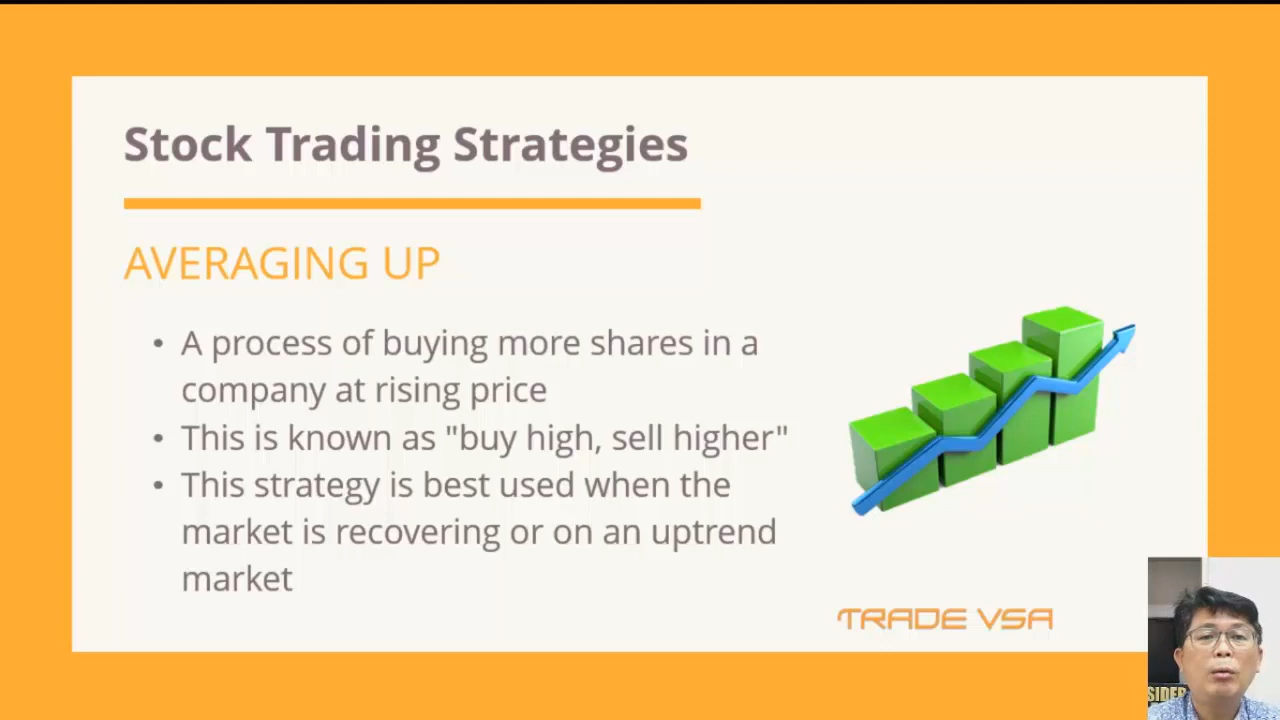 Stock Trading Strategies
AVERAGING UP
• A process of buying more shares in a
company at rising price
• This is known as "buy high, sell higher"
• This strategy is best used when the
market is recovering or on an uptrend
market
TRADE VSA
SIDER